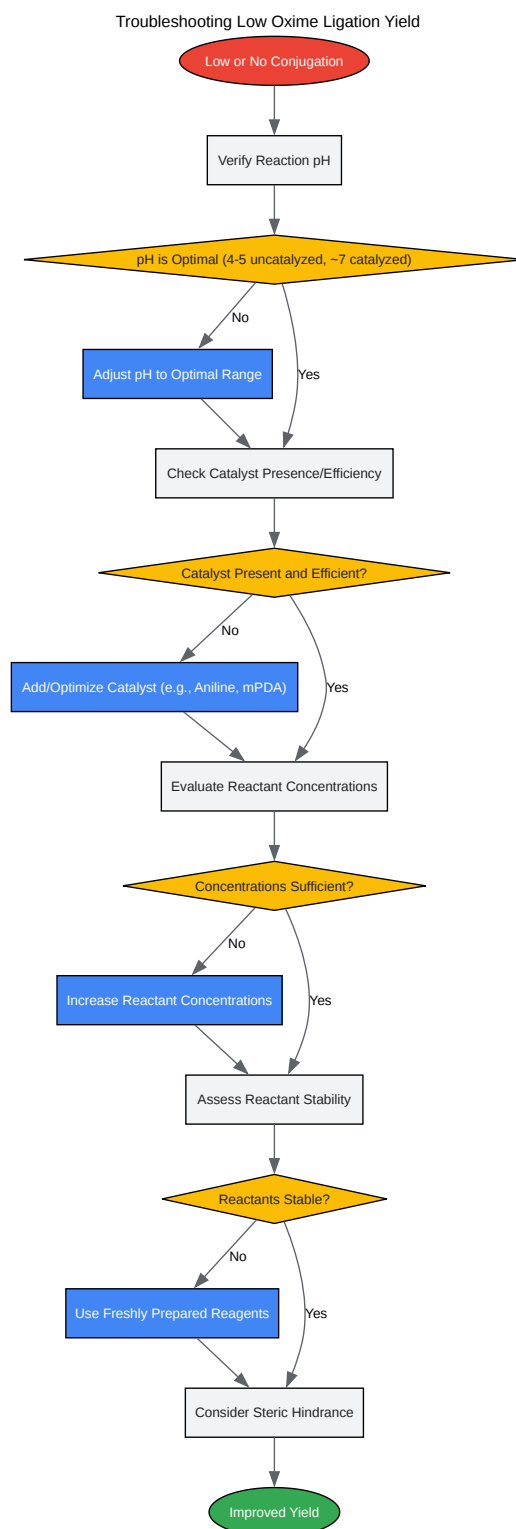 Troubleshooting Low Oxime Ligation Yield
Low or No Conjugation
Verify Reaction pH
pH is Optimal (4-5 uncatalyzed, ~7 catalyzed)
No
Adjust pH to Optimal Range
Yes
Check Catalyst Presence/Efficiency
Catalyst Present and Efficient?
No
Add/Optimize Catalyst (e.g., Aniline, mPDA)
Yes
Evaluate Reactant Concentrations
Concentrations Sufficient?
No
Increase Reactant Concentrations
Yes
Assess Reactant Stability
Reactants Stable?
No
Use Freshly Prepared Reagents
Yes
Consider Steric Hindrance
Improved Yield